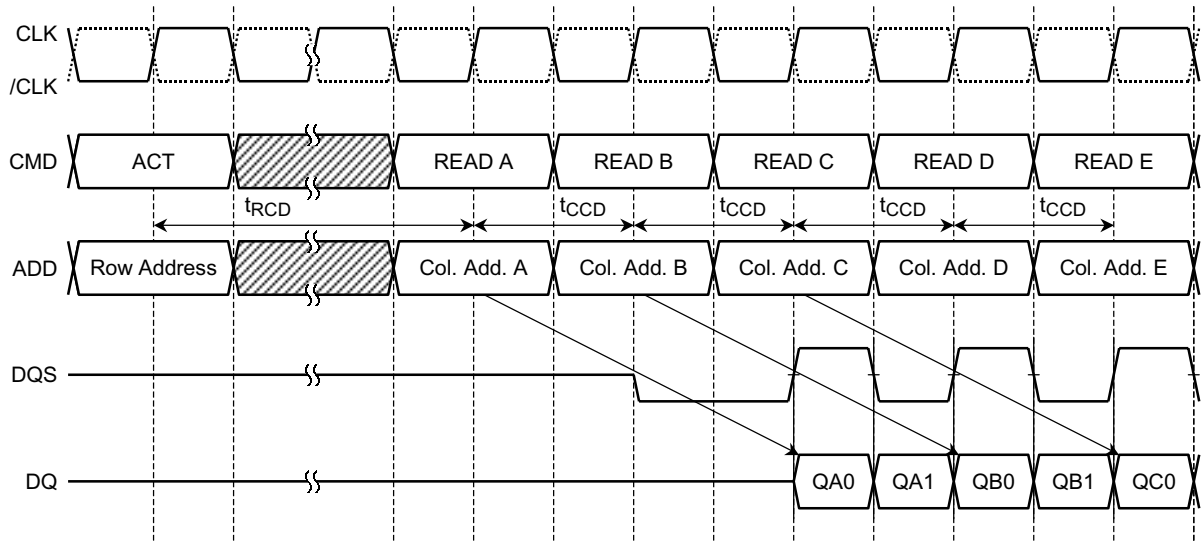 CLK
/CLK
CMD ACT READ A READ B READ C READ D READ E
tRCD tCCD tCCD tCCD tCCD
ADD Row Address Col. Add. A Col. Add. B Col. Add. C Col. Add. D Col. Add. E
DQS
DQ QA0 QA1 QB0 QB1 QC0